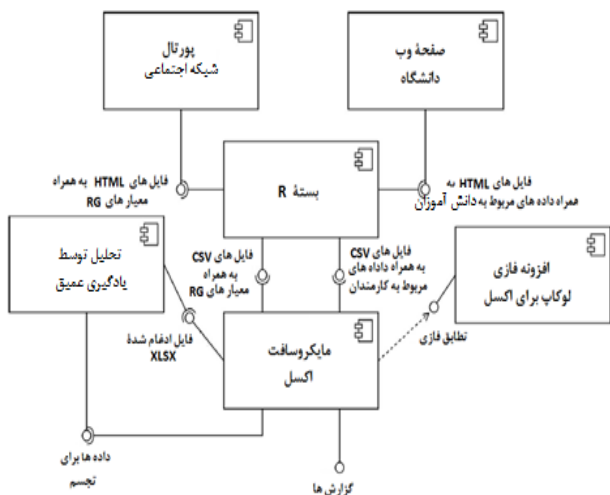 پورتال
شبکه اجتماعی
صفحهٔ وب
دانشگاه
بستهٔ R
فایل های HTML به همراه
معیار های RG
فایل های HTML به
همراه داده های مربوط به دانش آموزان
تحلیل توسط
یادگیری عمیق
فایل های CSV
به همراه
معیار های RG
فایل های CSV
به همراه داداه های
مربوط به کارمندان
افزونه فازی
لوکاپ برای اکسل
فایل ادغام شدهٔ
XLSX
مایکروسافت
اکسل
تطابق فازی
داده ها برای
تجسم
گزارش ها